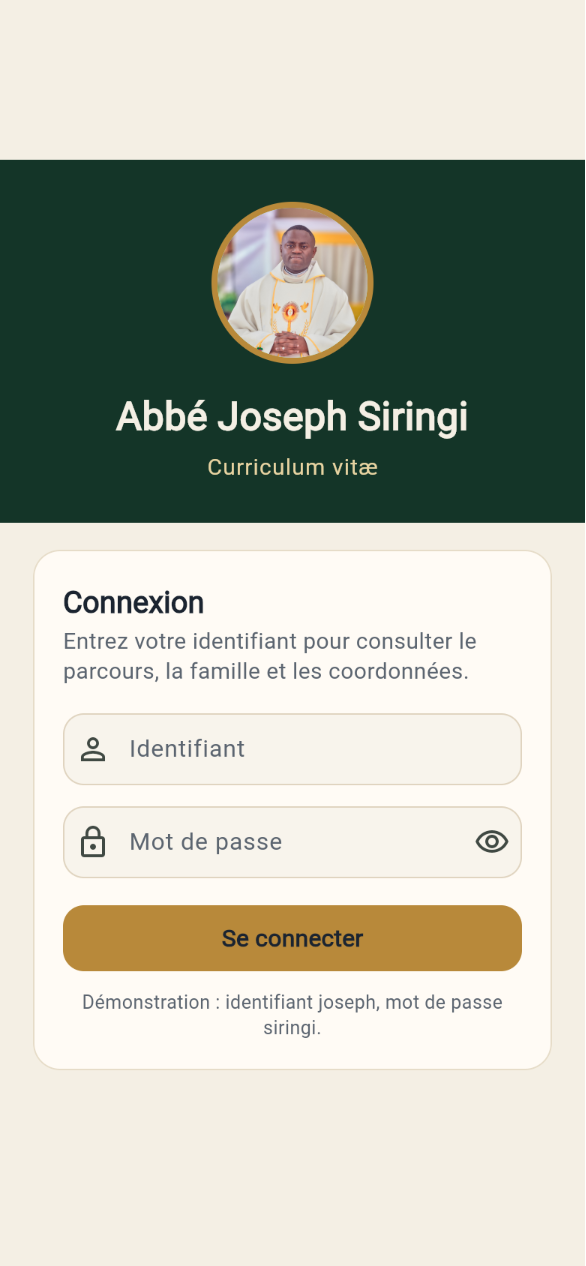 Abbé Joseph Siringi
Curriculum vitæ
Connexion
Entrez votre identifiant pour consulter le
parcours, la famille et les coordonnées.
Identifiant
Mot de passe
Se connecter
Démonstration : identifiant joseph, mot de passe
siringi.